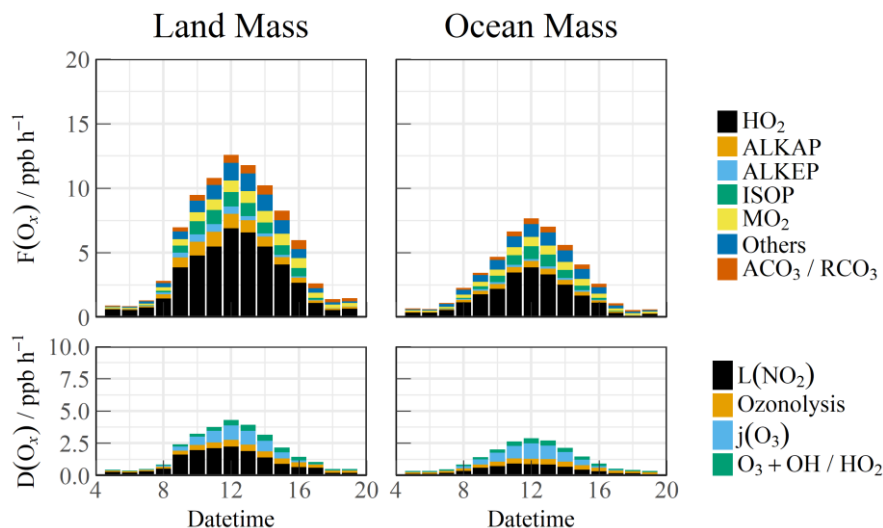 Land Mass
Ocean Mass
F(Oₓ) / ppb h⁻¹
20
15
10
5
0
HO₂
ALKAP
ALKEP
ISOP
MO₂
Others
ACO₃ / RCO₃
D(Oₓ) / ppb h⁻¹
10.0
7.5
5.0
2.5
0.0
L(NO₂)
Ozonolysis
j(O₃)
O₃ + OH / HO₂
4 8 12 16 20
4 8 12 16 20
Datetime
Datetime